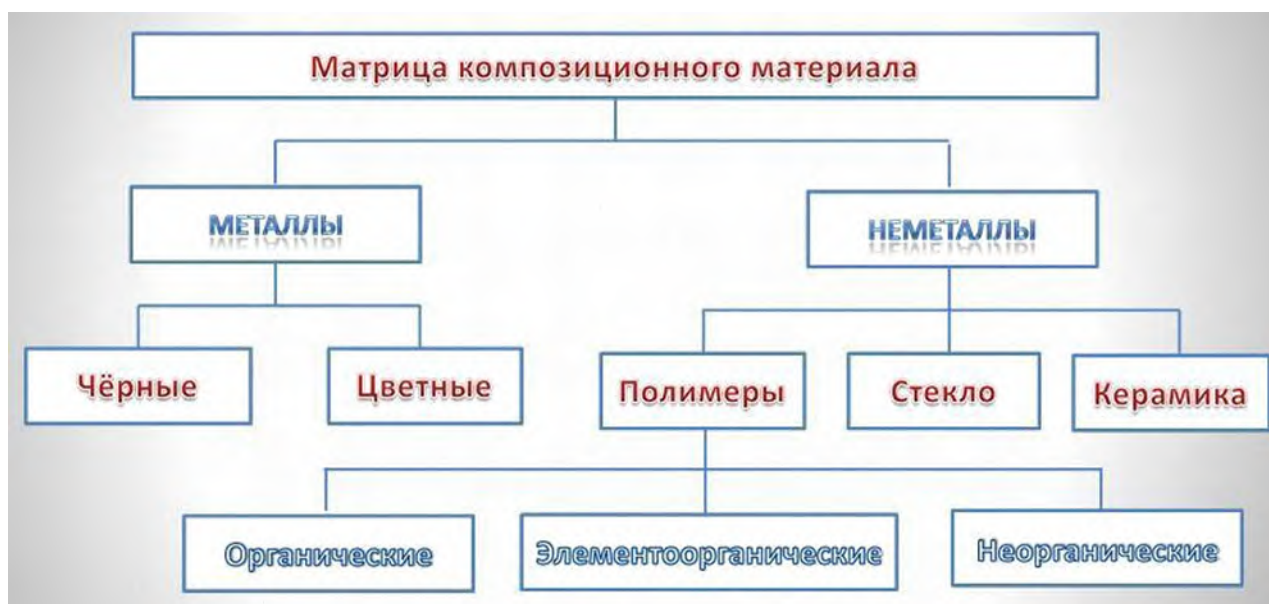 Матрица композиционного материала
МЕТАЛЛЫ
НЕМЕТАЛЛЫ
Чёрные
Цветные
Полимеры
Стекло
Керамика
Органические
Элементоорганические
Неорганические